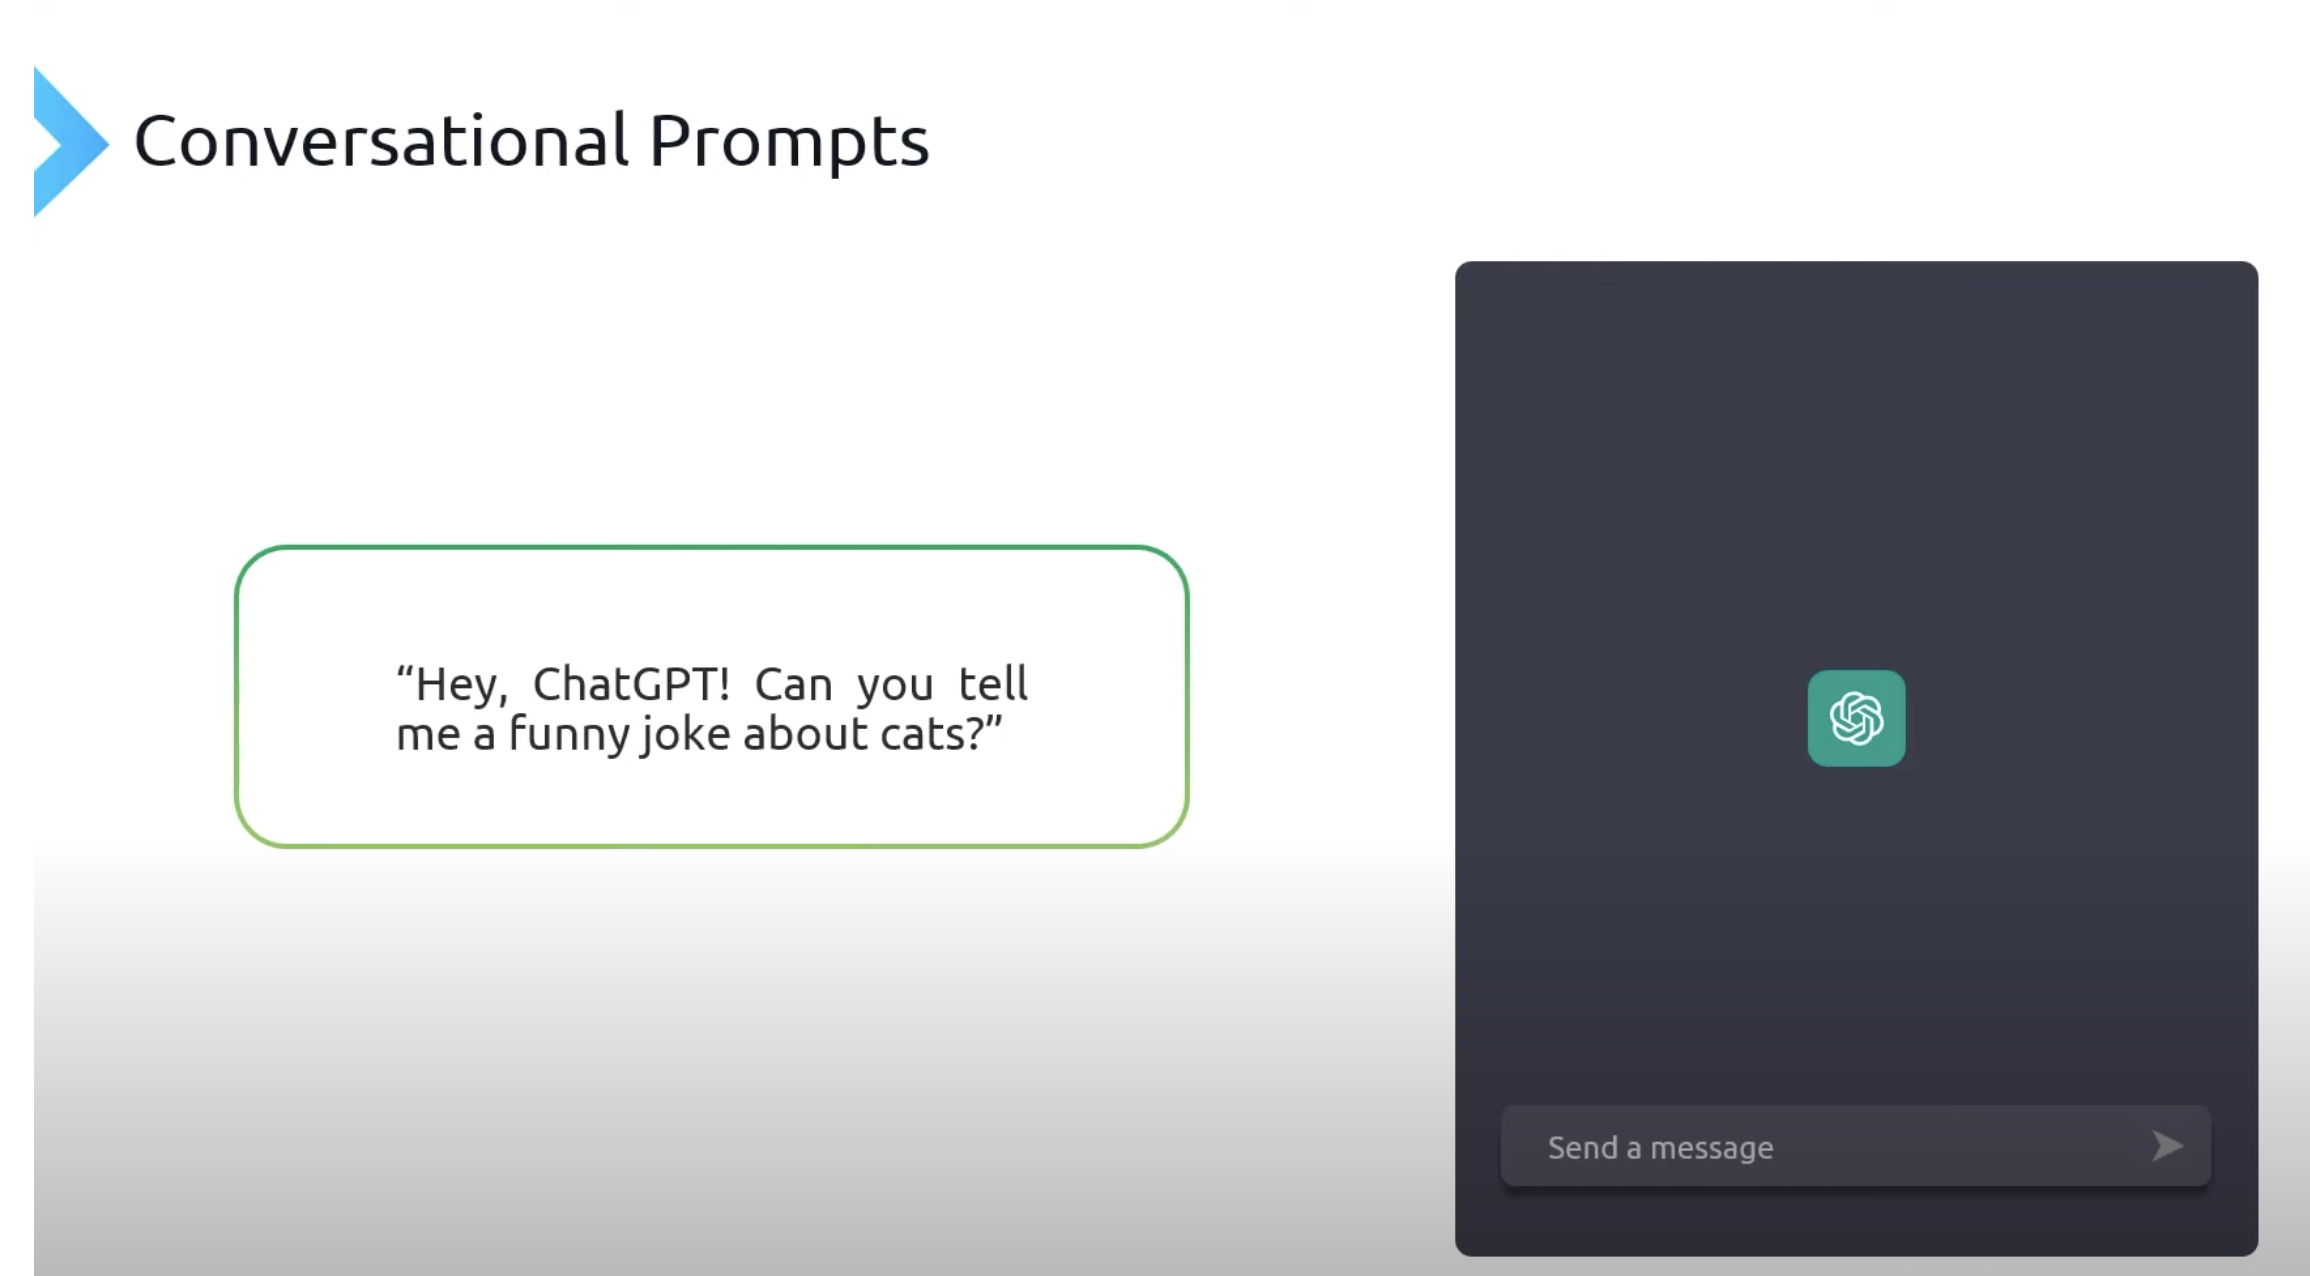 Conversational Prompts
“Hey, ChatGPT! Can you tell
me a funny joke about cats?”
Send a message